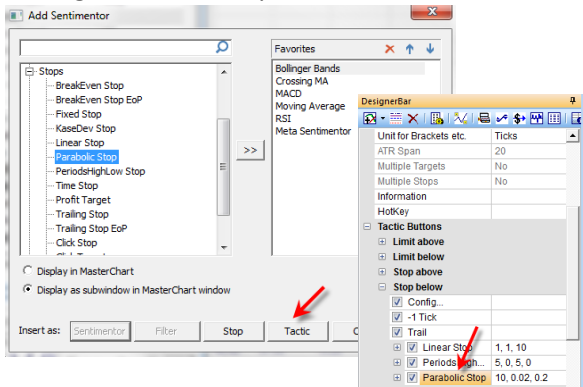 Add Sentimentor
Favorites
Stops
BreakEven Stop
BreakEven Stop EoP
Fixed Stop
KaseDev Stop
Linear Stop
Parabolic Stop
PeriodsHighLow Stop
Time Stop
Profit Target
Trailing Stop
Trailing Stop EoP
Click Stop
>>
Bollinger Bands
Crossing MA
MACD
Moving Average
RSI
Meta Sentimentor
Display in MasterChart
Display as subwindow in MasterChart window
Insert as: Sentimentor Filter Stop Tactic C
DesignerBar
Unit for Brackets etc. Ticks
ATR Span 20
Multiple Targets No
Multiple Stops No
Information
HotKey
Tactic Buttons
Limit above
Limit below
Stop above
Stop below
Config...
-1 Tick
Trail
Linear Stop 1, 1, 10
5, 0, 5, 0
Parabolic Stop 10, 0.02, 0.2